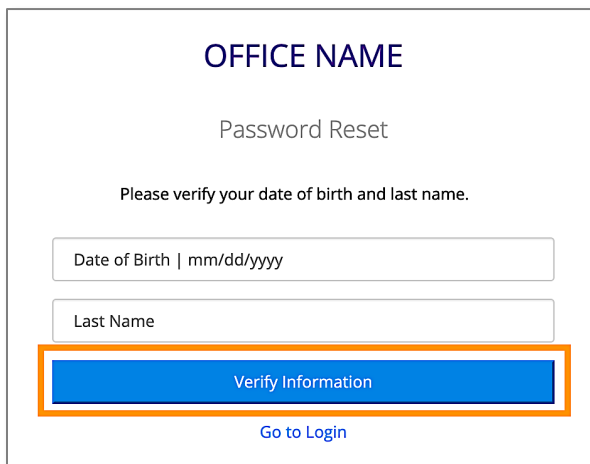 OFFICE NAME
Password Reset
Please verify your date of birth and last name.
Date of Birth | mm/dd/yyyy
Last Name
Verify Information
Go to Login